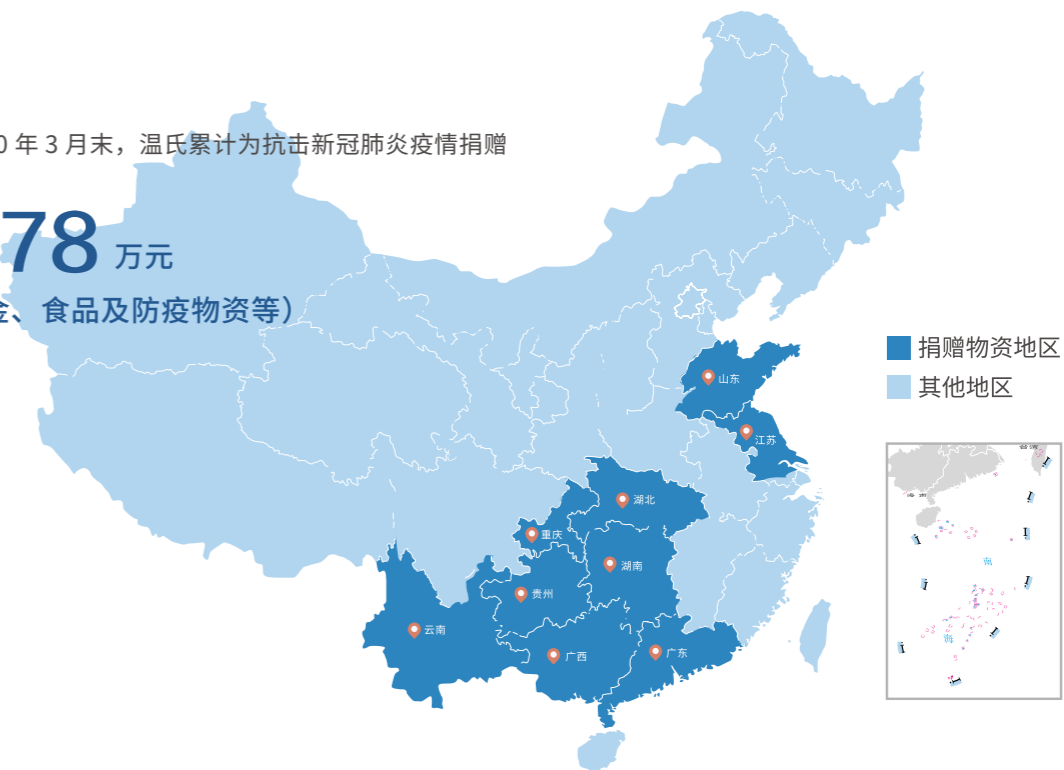 0 年 3 月末，温氏累计为抗击新冠肺炎疫情捐赠
78 万元
金、食品及防疫物资等）
捐赠物资地区
其他地区
山东
江苏
湖北
重庆
湖南
贵州
云南
广西
广东
南
海